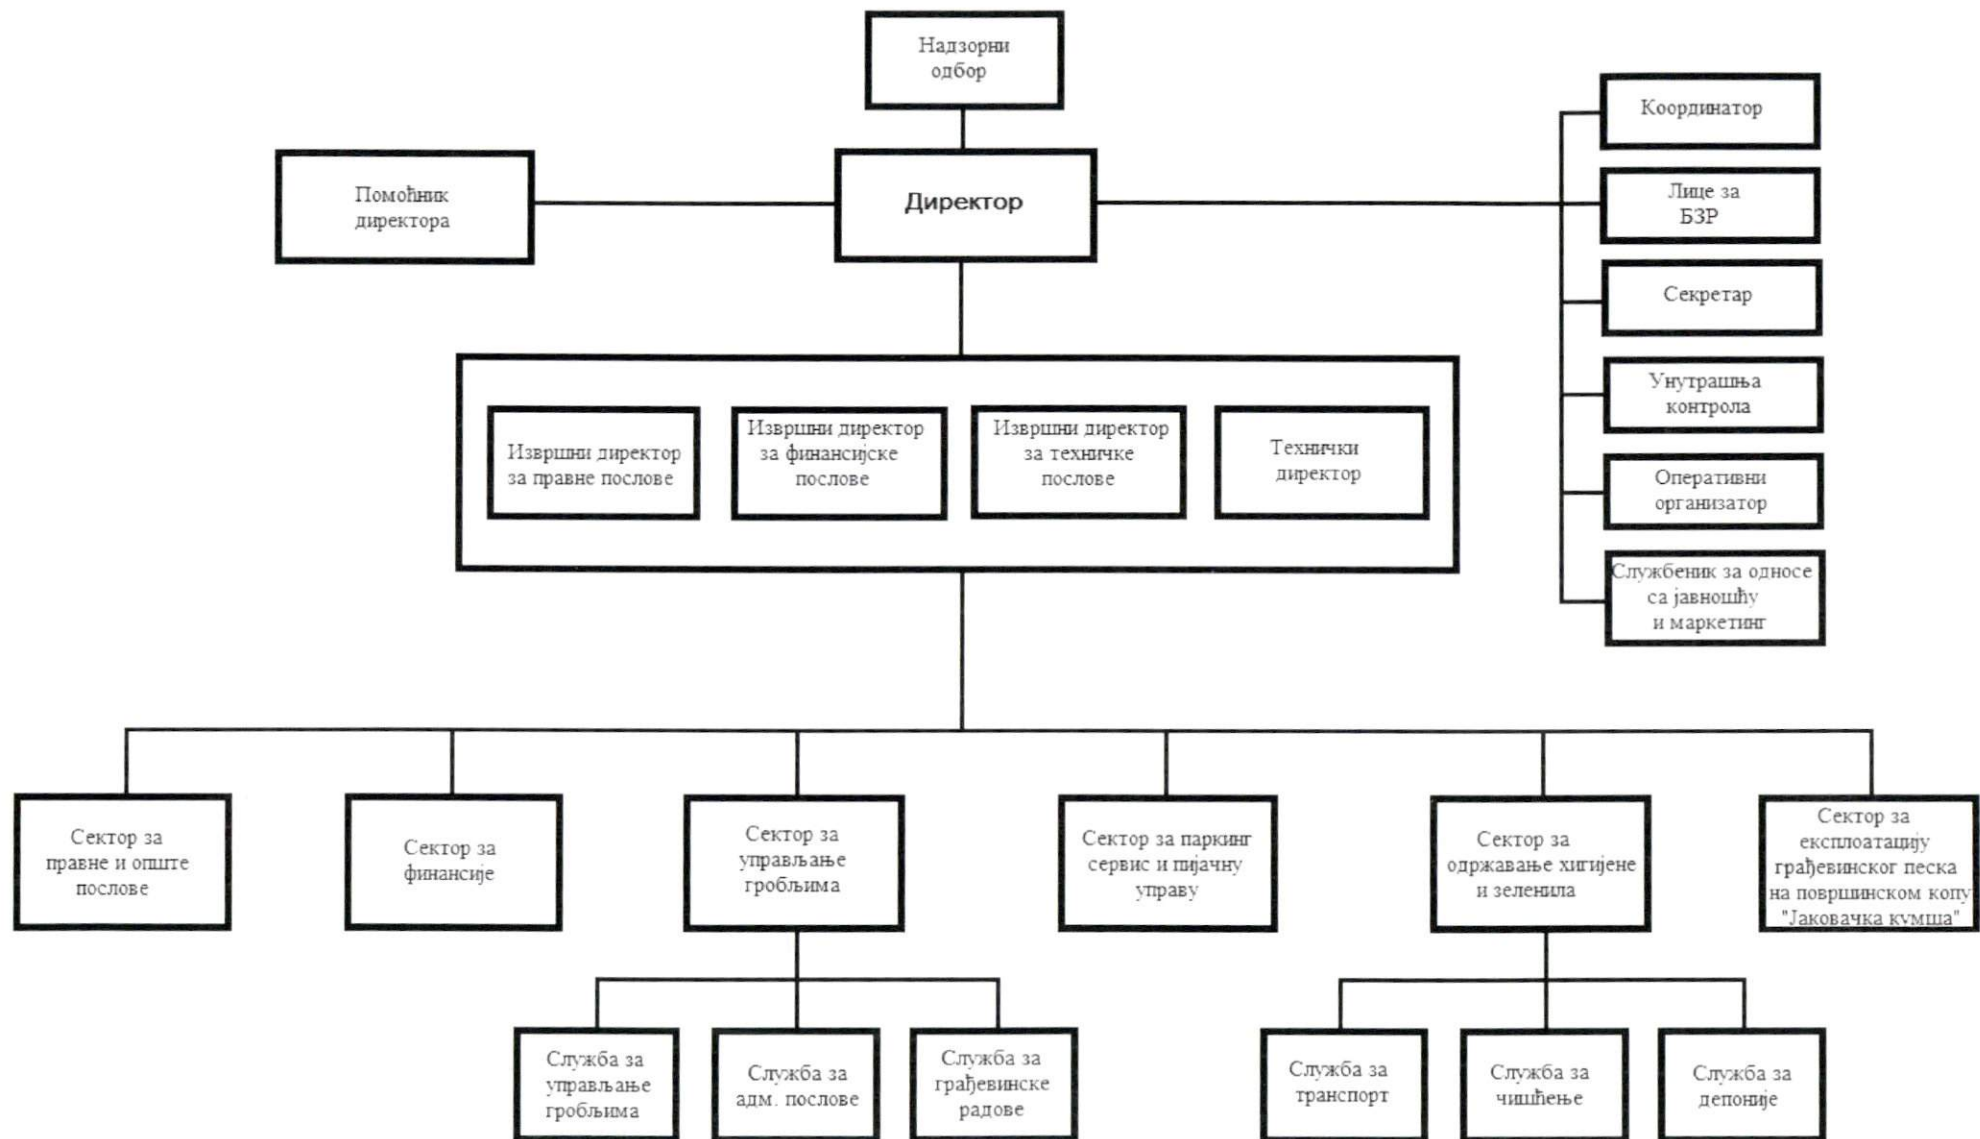 Надзорни
одбор
Помоћник
директора
Директор
Координатор
Лице за
БЗР
Секретар
Унутрашња
контрола
Оперативни
организатор
Службеник за односе
са јавношћу
и маркетинг
Извршни директор
за правне послове
Извршни директор
за финансијске
послове
Извршни директор
за техничке
послове
Технички
директор
Сектор за
правне и опште
послове
Сектор за
финансије
Сектор за
управљање
гробљима
Сектор за паркинг
сервис и пијачну
управу
Сектор за
одржавање хигијене
и зеленила
Сектор за
експлоатацију
грађевинског песка
на површинском копу
"Јаковачка кумша"
Служба за
управљање
гробљима
Служба за
адм. послове
Служба за
грађевинске
радове
Служба за
транспорт
Служба за
чишћење
Служба за
депоније